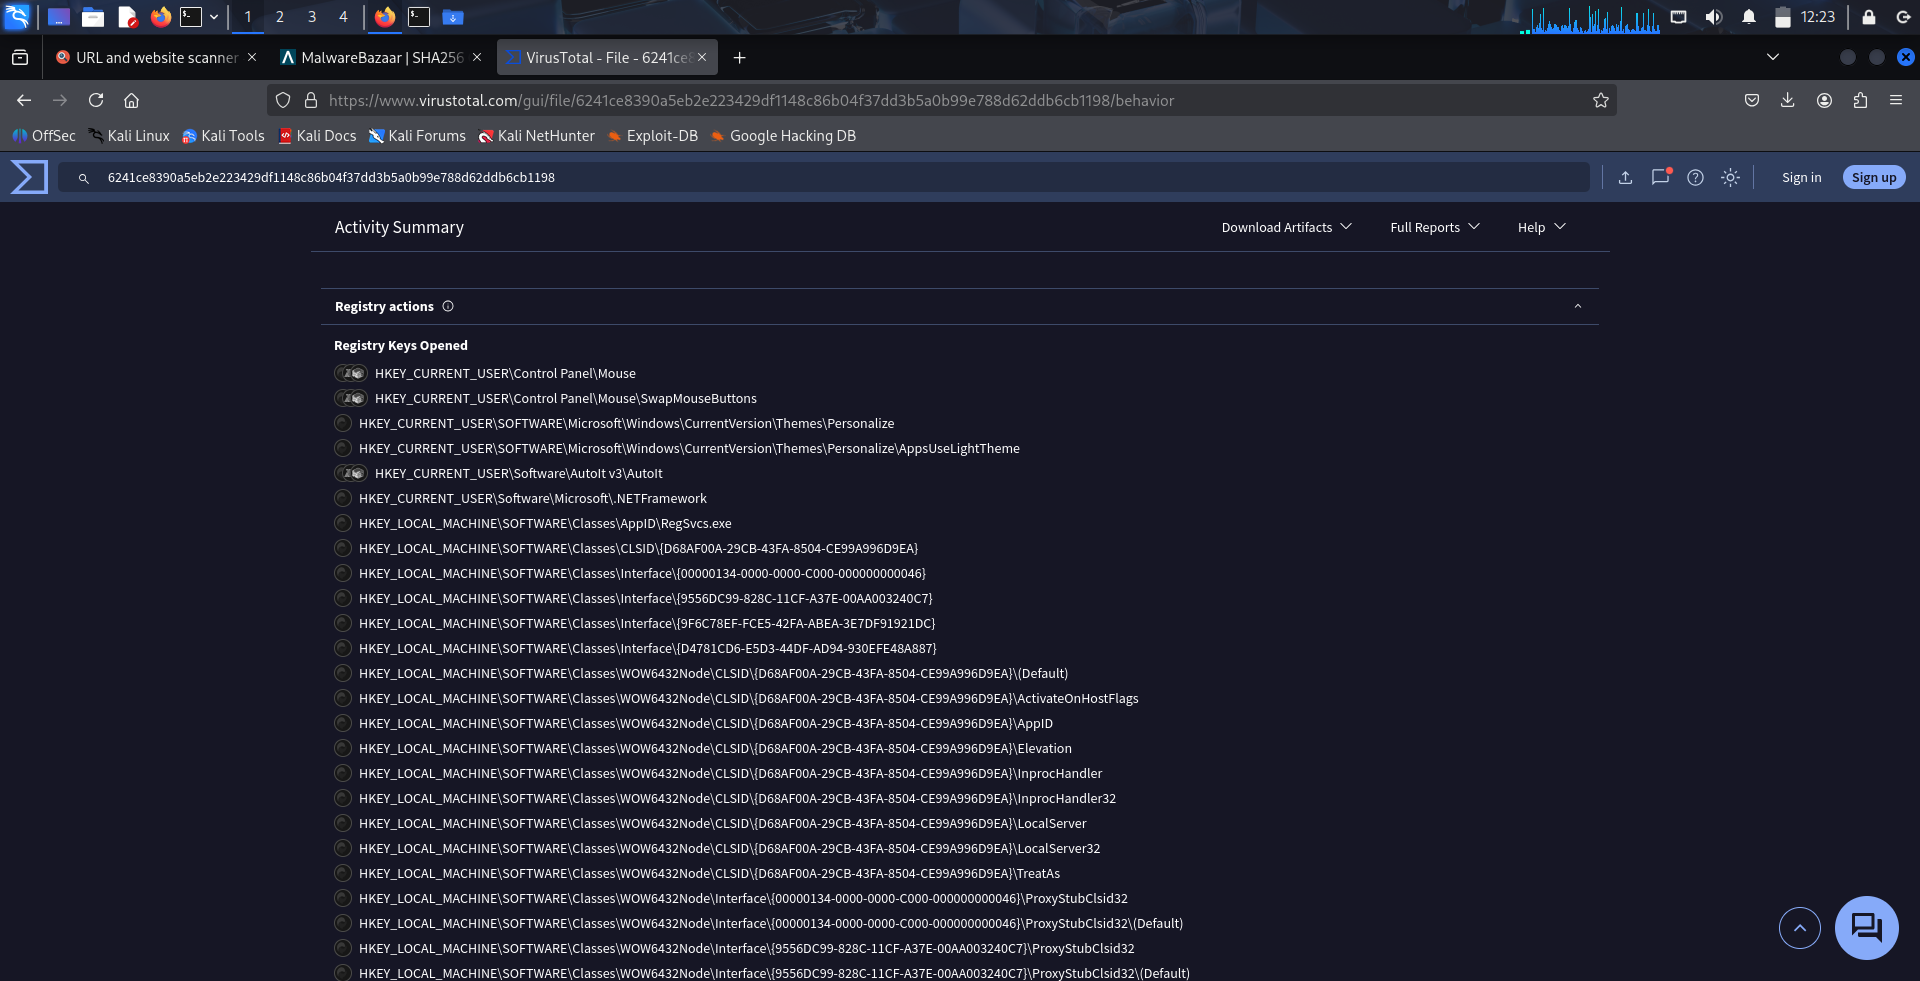 1 2 3 4 12:23
URL and website scanner MalwareBazaar | SHA256 VirusTotal - File - 6241ce8
https://www.virustotal.com/gui/file/6241ce8390a5eb2e223429df1148c86b04f37dd3b5a0b99e788d62ddb6cb1198/behavior
OffSec Kali Linux Kali Tools Kali Docs Kali Forums Kali NetHunter Exploit-DB Google Hacking DB
6241ce8390a5eb2e223429df1148c86b04f37dd3b5a0b99e788d62ddb6cb1198 Sign in Sign up
Activity Summary Download Artifacts Full Reports Help
Registry actions
Registry Keys Opened
HKEY_CURRENT_USER\Control Panel\Mouse
HKEY_CURRENT_USER\Control Panel\Mouse\SwapMouseButtons
HKEY_CURRENT_USER\SOFTWARE\Microsoft\Windows\CurrentVersion\Themes\Personalize
HKEY_CURRENT_USER\SOFTWARE\Microsoft\Windows\CurrentVersion\Themes\Personalize\AppsUseLightTheme
HKEY_CURRENT_USER\Software\AutoIt v3\AutoIt
HKEY_CURRENT_USER\Software\Microsoft\.NETFramework
HKEY_LOCAL_MACHINE\SOFTWARE\Classes\AppID\RegSvcs.exe
HKEY_LOCAL_MACHINE\SOFTWARE\Classes\CLSID\{D68AF00A-29CB-43FA-8504-CE99A996D9EA}
HKEY_LOCAL_MACHINE\SOFTWARE\Classes\Interface\{00000134-0000-0000-C000-000000000046}
HKEY_LOCAL_MACHINE\SOFTWARE\Classes\Interface\{9556DC99-828C-11CF-A37E-00AA003240C7}
HKEY_LOCAL_MACHINE\SOFTWARE\Classes\Interface\{9F6C78EF-FCE5-42FA-ABEA-3E7DF91921DC}
HKEY_LOCAL_MACHINE\SOFTWARE\Classes\Interface\{D4781CD6-E5D3-44DF-AD94-930EFE48A887}
HKEY_LOCAL_MACHINE\SOFTWARE\Classes\WOW6432Node\CLSID\{D68AF00A-29CB-43FA-8504-CE99A996D9EA}\(Default)
HKEY_LOCAL_MACHINE\SOFTWARE\Classes\WOW6432Node\CLSID\{D68AF00A-29CB-43FA-8504-CE99A996D9EA}\ActivateOnHostFlags
HKEY_LOCAL_MACHINE\SOFTWARE\Classes\WOW6432Node\CLSID\{D68AF00A-29CB-43FA-8504-CE99A996D9EA}\AppID
HKEY_LOCAL_MACHINE\SOFTWARE\Classes\WOW6432Node\CLSID\{D68AF00A-29CB-43FA-8504-CE99A996D9EA}\Elevation
HKEY_LOCAL_MACHINE\SOFTWARE\Classes\WOW6432Node\CLSID\{D68AF00A-29CB-43FA-8504-CE99A996D9EA}\InprocHandler
HKEY_LOCAL_MACHINE\SOFTWARE\Classes\WOW6432Node\CLSID\{D68AF00A-29CB-43FA-8504-CE99A996D9EA}\InprocHandler32
HKEY_LOCAL_MACHINE\SOFTWARE\Classes\WOW6432Node\CLSID\{D68AF00A-29CB-43FA-8504-CE99A996D9EA}\LocalServer
HKEY_LOCAL_MACHINE\SOFTWARE\Classes\WOW6432Node\CLSID\{D68AF00A-29CB-43FA-8504-CE99A996D9EA}\LocalServer32
HKEY_LOCAL_MACHINE\SOFTWARE\Classes\WOW6432Node\CLSID\{D68AF00A-29CB-43FA-8504-CE99A996D9EA}\TreatAs
HKEY_LOCAL_MACHINE\SOFTWARE\Classes\WOW6432Node\Interface\{00000134-0000-0000-C000-000000000046}\ProxyStubClsid32
HKEY_LOCAL_MACHINE\SOFTWARE\Classes\WOW6432Node\Interface\{00000134-0000-0000-C000-000000000046}\ProxyStubClsid32\(Default)
HKEY_LOCAL_MACHINE\SOFTWARE\Classes\WOW6432Node\Interface\{9556DC99-828C-11CF-A37E-00AA003240C7}\ProxyStubClsid32
HKEY_LOCAL_MACHINE\SOFTWARE\Classes\WOW6432Node\Interface\{9556DC99-828C-11CF-A37E-00AA003240C7}\ProxyStubClsid32\(Default)